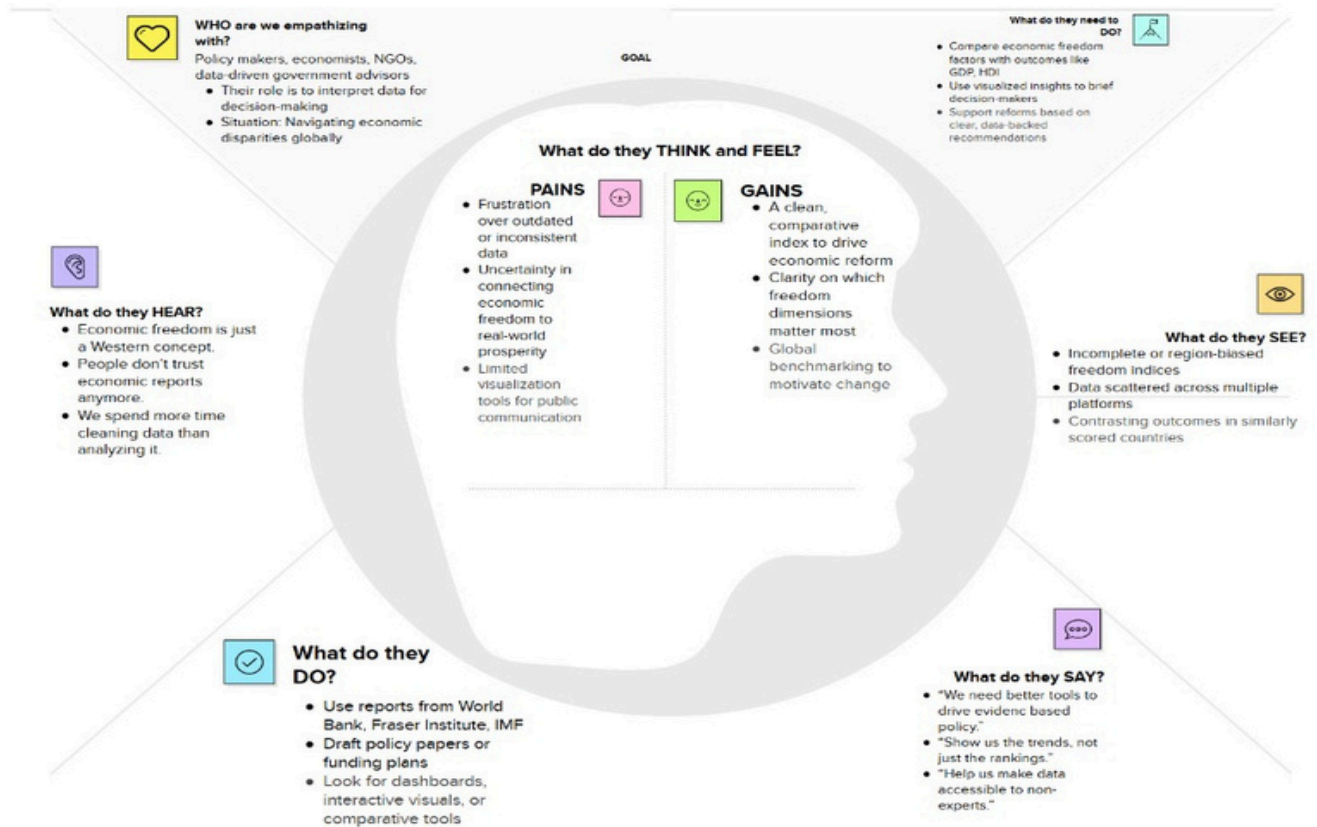 WHO are we empathizing
with?
Policy makers, economists, NGOs,
data-driven government advisors
• Their role is to interpret data for
decision-making
• Situation: Navigating economic
disparities globally
GOAL
What do they need to
DO?
• Compare economic freedom
factors with outcomes like
GDP, HDI
• Use visualized insights to brief
decision-makers
• Support reforms based on
clear, data-backed
recommendations
What do they THINK and FEEL?
PAINS
• Frustration
over outdated
or inconsistent
data
• Uncertainty in
connecting
economic
freedom to
real-world
prosperity
• Limited
visualization
tools for public
communication
GAINS
• A clean,
comparative
index to drive
economic reform
• Clarity on which
freedom
dimensions
matter most
• Global
benchmarking to
motivate change
What do they HEAR?
• Economic freedom is just
a Western concept.
• People don't trust
economic reports
anymore.
• We spend more time
cleaning data than
analyzing it.
What do they SEE?
• Incomplete or region-biased
freedom indices
• Data scattered across multiple
platforms
• Contrasting outcomes in similarly
scored countries
What do they
DO?
• Use reports from World
Bank, Fraser Institute, IMF
• Draft policy papers or
funding plans
• Look for dashboards,
interactive visuals, or
comparative tools
What do they SAY?
• "We need better tools to
drive evidenc based
policy."
• "Show us the trends, not
just the rankings."
• "Help us make data
accessible to non-
experts."